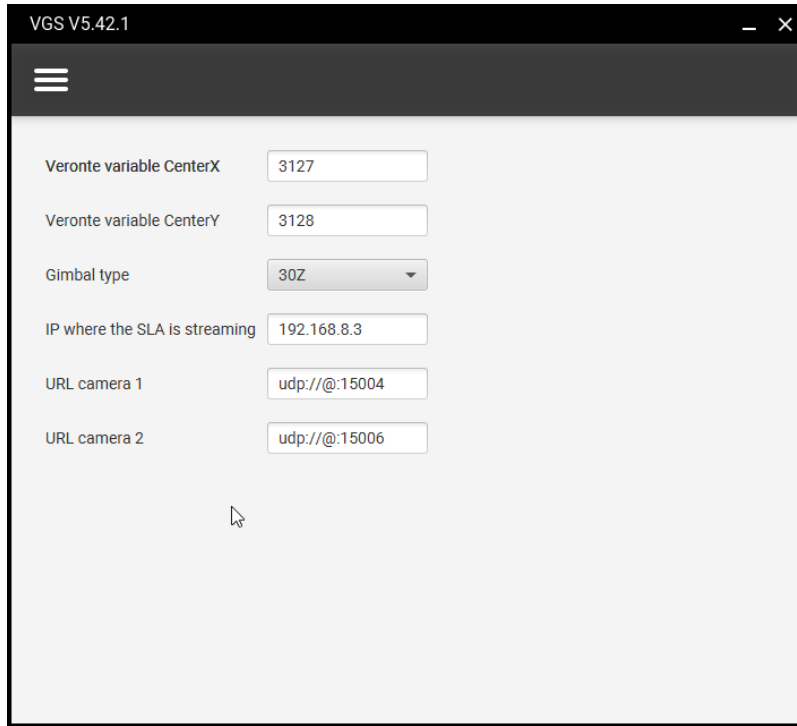 VGS V5.42.1
Veronte variable CenterX 3127
Veronte variable CenterY 3128
Gimbal type 30Z
IP where the SLA is streaming 192.168.8.3
URL camera 1 udp://@:15004
URL camera 2 udp://@:15006